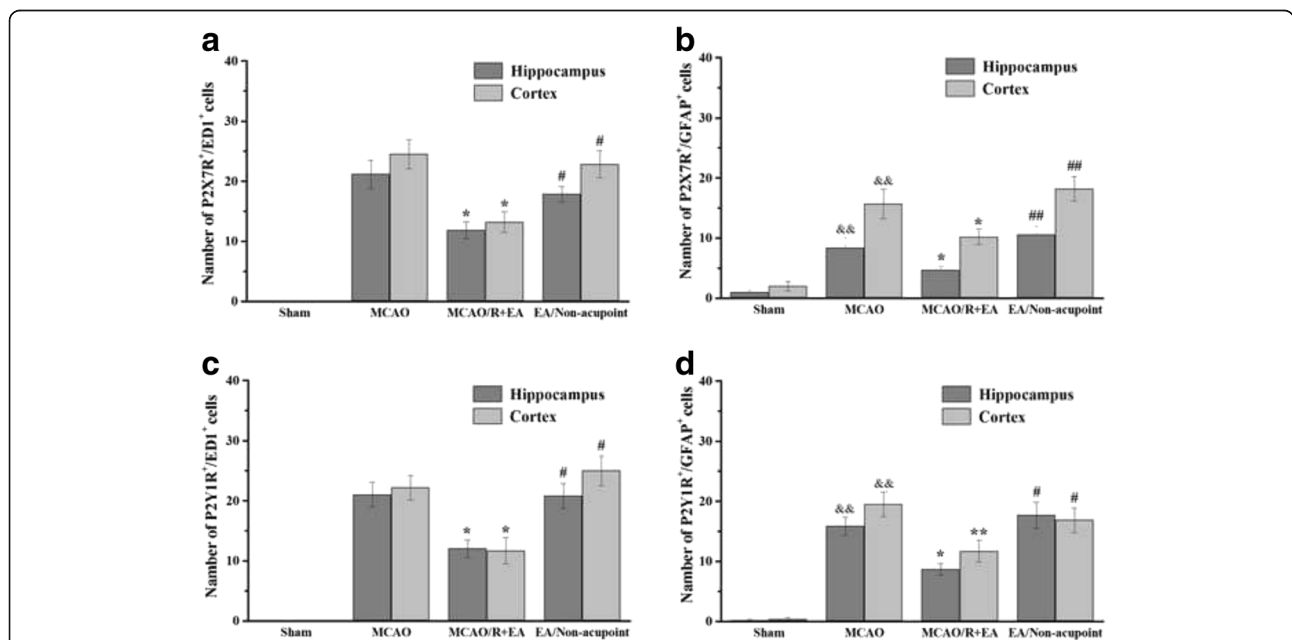 a
Namber of P2X7R⁺/ED1⁺ cells
40
30
20
10
0
Hippocampus
Cortex
# #
* *
Sham MCAO MCAO/R+EA EA/Non-acupoint
b
Namber of P2X7R⁺/GFAP⁺ cells
40
30
20
10
0
Hippocampus
Cortex
&& && * * ## ##
Sham MCAO MCAO/R+EA EA/Non-acupoint
c
Namber of P2Y1R⁺/ED1⁺ cells
40
30
20
10
0
Hippocampus
Cortex
* * # #
Sham MCAO MCAO/R+EA EA/Non-acupoint
d
Namber of P2Y1R⁺/GFAP⁺ cells
40
30
20
10
0
Hippocampus
Cortex
&& && * ** # #
Sham MCAO MCAO/R+EA EA/Non-acupoint